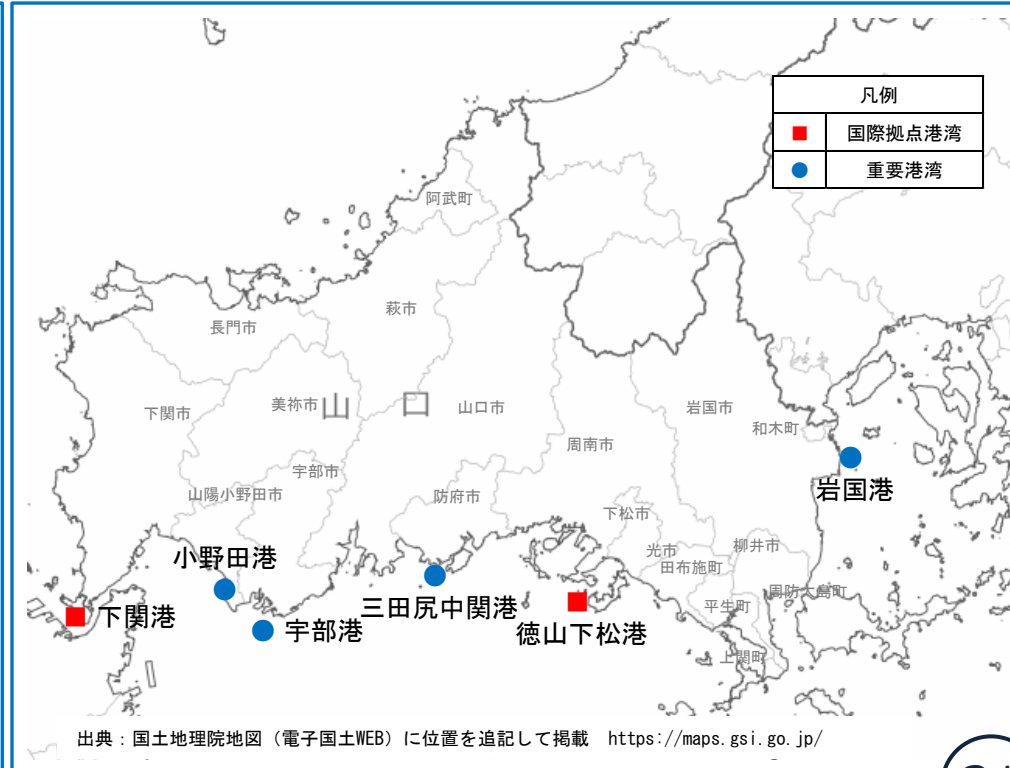 凡例
国際拠点港湾
重要港湾
阿武町
萩市
長門市
下関市
美祢市
山 口
山口市
岩国市
和木町
周南市
宇部市
山陽小野田市
防府市
下松市
岩国港
光市
柳井市
田布施町
小野田港
周防大島町
平生町
三田尻中関港
下関港
宇部港
徳山下松港
上関町
出典：国土地理院地図（電子国土WEB）に位置を追記して掲載 https://maps.gsi.go.jp/